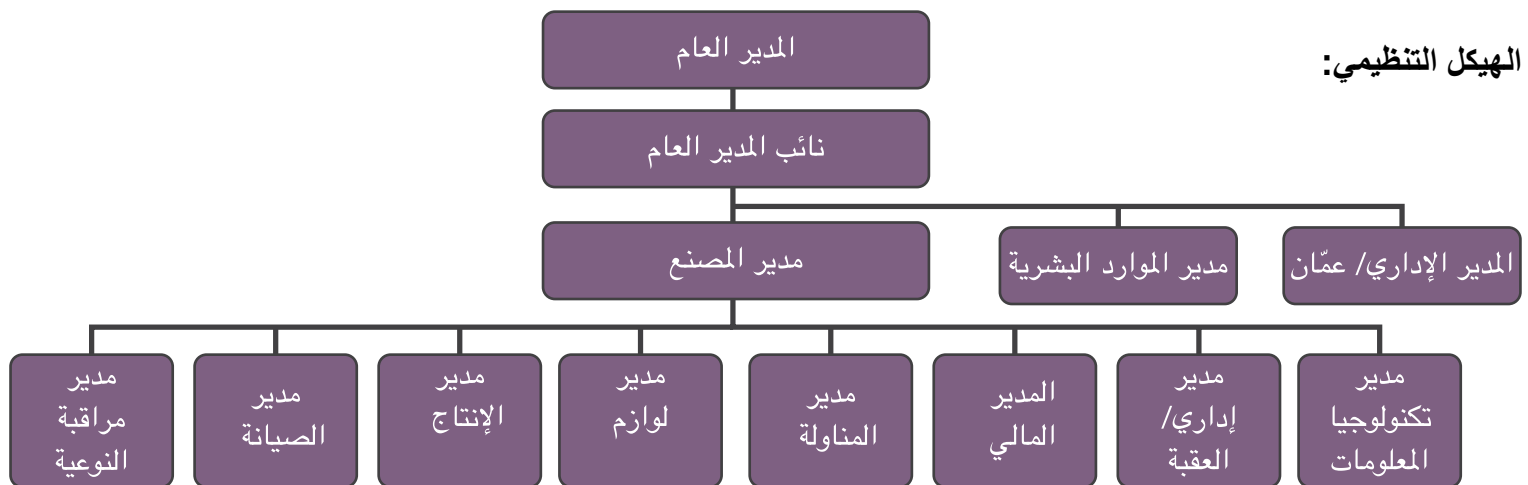 الهيكل التنظيمي:
المدير العام
نائب المدير العام
المدير الإداري/ عمّان
مدير الموارد البشرية
مدير المصنع
مدير
تكنولوجيا
المعلومات
مدير
إداري/
العقبة
المدير
المالي
مدير
المناولة
مدير
لوازم
مدير
الإنتاج
مدير
الصيانة
مدير
مراقبة
النوعية